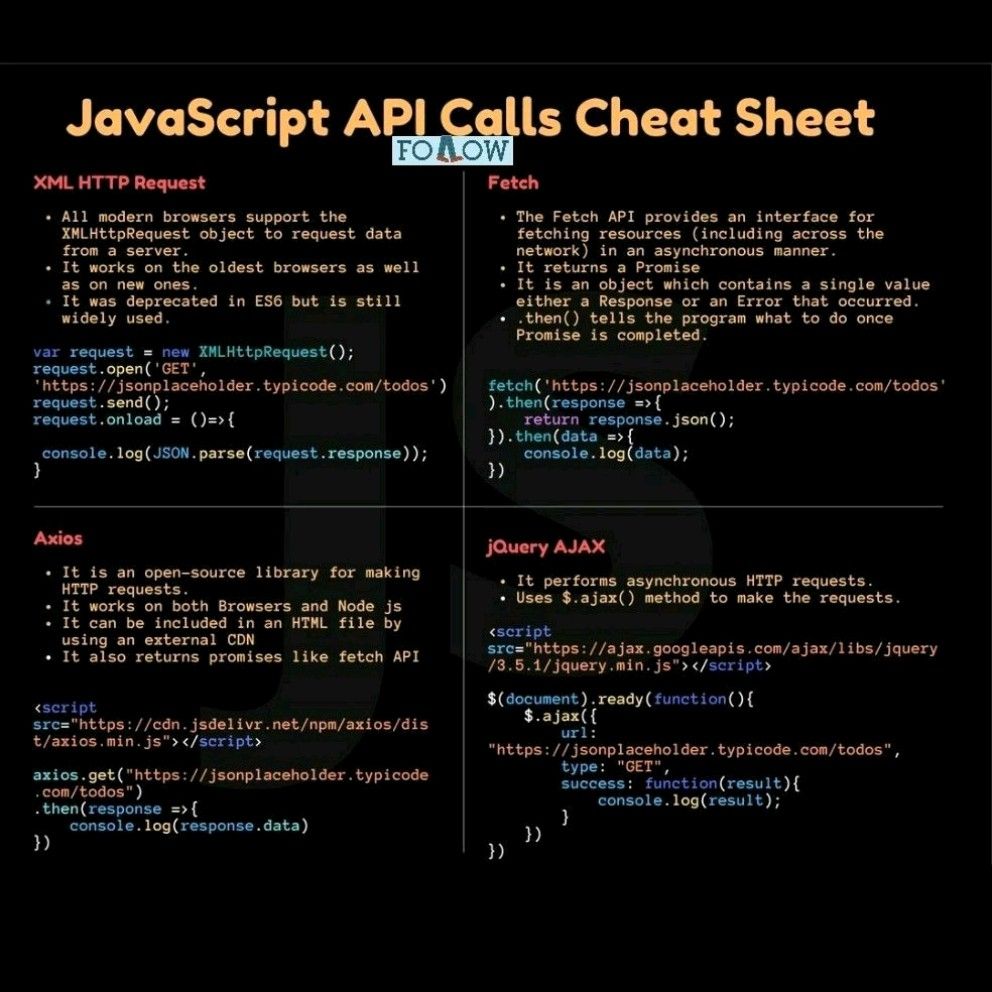 JavaScript API Calls Cheat Sheet
FOLLOW
XML HTTP Request
• All modern browsers support the
XMLHttpRequest object to request data
from a server.
• It works on the oldest browsers as well
as on new ones.
• It was deprecated in ES6 but is still
widely used.
var request = new XMLHttpRequest();
request.open('GET',
'https://jsonplaceholder.typicode.com/todos')
request.send();
request.onload = ()=>{
console.log(JSON.parse(request.response));
}
Fetch
• The Fetch API provides an interface for
fetching resources (including across the
network) in an asynchronous manner.
• It returns a Promise
• It is an object which contains a single value
either a Response or an Error that occurred.
• .then() tells the program what to do once
Promise is completed.
fetch('https://jsonplaceholder.typicode.com/todos'
).then(response =>{
return response.json();
}).then(data =>{
console.log(data);
})
Axios
• It is an open-source library for making
HTTP requests.
• It works on both Browsers and Node js
• It can be included in an HTML file by
using an external CDN
• It also returns promises like fetch API
<script
src="https://cdn.jsdelivr.net/npm/axios/dis
t/axios.min.js"></script>
axios.get("https://jsonplaceholder.typicode
.com/todos")
.then(response =>{
console.log(response.data)
})
jQuery AJAX
• It performs asynchronous HTTP requests.
• Uses $.ajax() method to make the requests.
<script
src="https://ajax.googleapis.com/ajax/libs/jquery
/3.5.1/jquery.min.js"></script>
$(document).ready(function(){
$.ajax({
url:
"https://jsonplaceholder.typicode.com/todos",
type: "GET",
success: function(result){
console.log(result);
}
})
})
JS